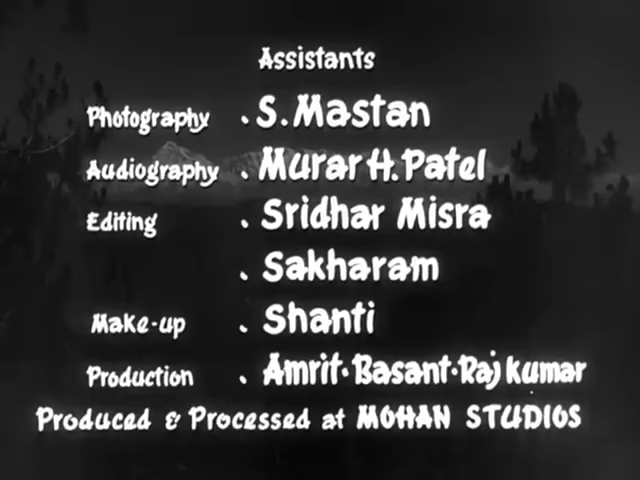 Assistants
Photography . S. Mastan
Audiography . Murar H. Patel
Editing . Sridhar Misra
. Sakharam
Make-up . Shanti
Production . Amrit. Basant. Raj kumar
Produced & Processed at MOHAN STUDIOS